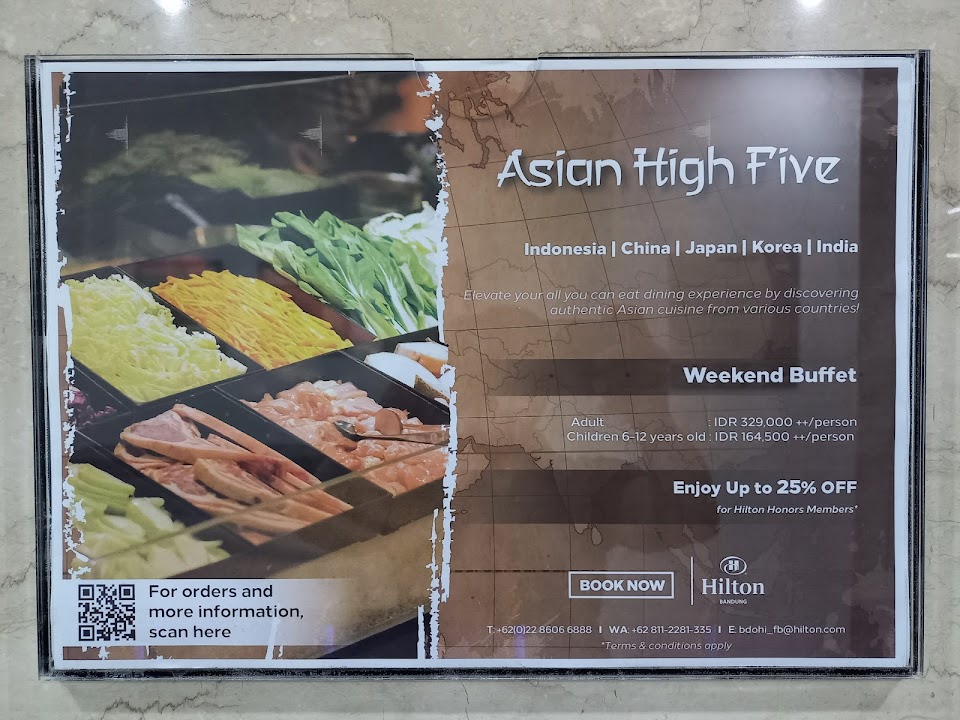 Asian High Five
Indonesia | China | Japan | Korea | India
Elevate your all you can eat dining experience by discovering
authentic Asian cuisine from various countries!
Weekend Buffet
Adult : IDR 329,000 ++/person
Children 6-12 years old : IDR 164,500 ++/person
Enjoy Up to 25% OFF
for Hilton Honors Members*
BOOK NOW
Hilton
BANDUNG
T: +62(0)22 8606 6888 I WA: +62 811-2281-335 I E: bdohi_fb@hilton.com
*Terms & conditions apply
For orders and
more information,
scan here